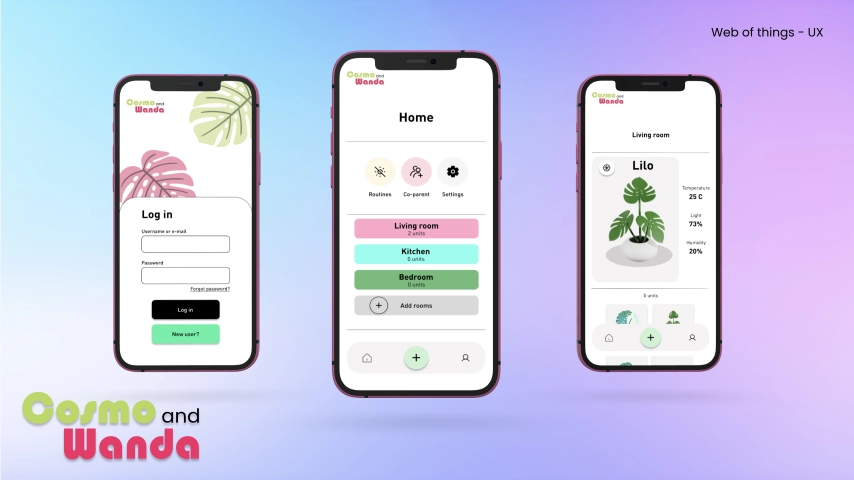 Web of things - UX
Cosmo and
Wanda
Log in
Username or e-mail
Password
Forgot password?
Log in
New user?
Cosmo and
Wanda
Home
Routines
Co-parent
Settings
Living room
2 units
Kitchen
0 units
Bedroom
0 units
Add rooms
Cosmo and
Wanda
Living room
Lilo
Temperature
25 C
Light
73%
Humidity
20%
0 units
Cosmo and
Wanda